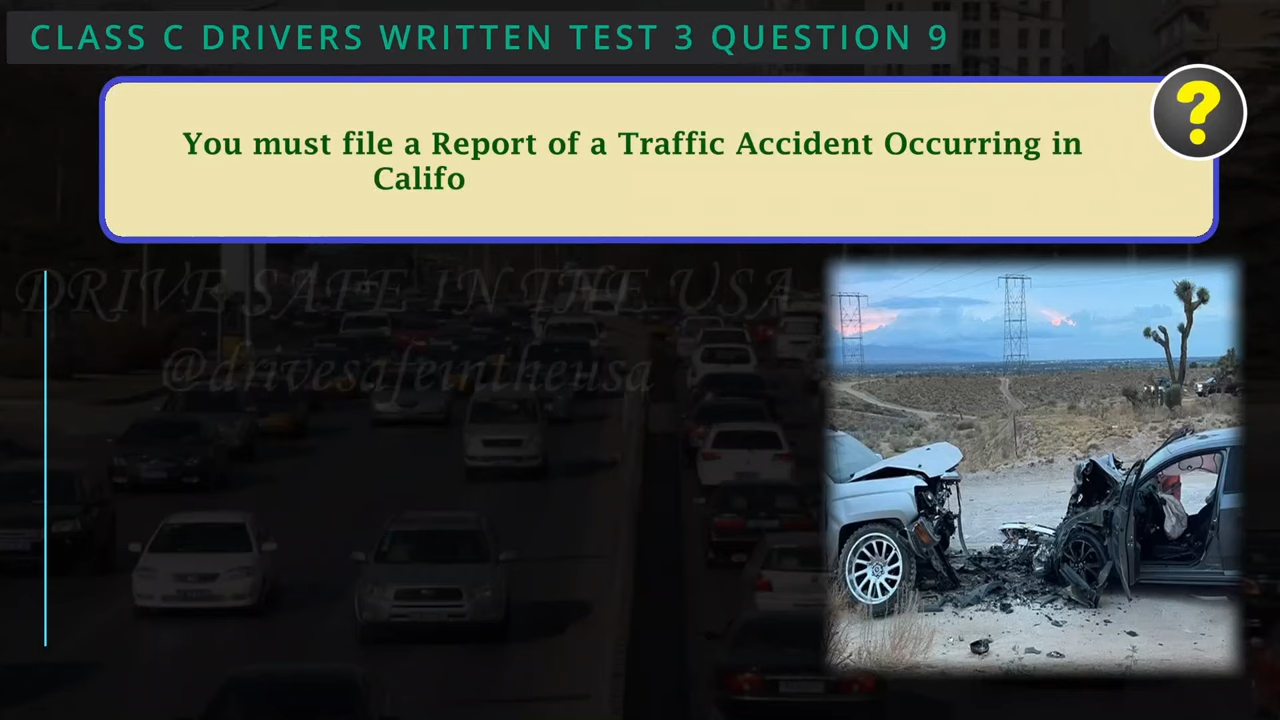 CLASS C DRIVERS WRITTEN TEST 3 QUESTION 9
?
You must file a Report of a Traffic Accident Occurring in
Califo
DRIVE SAFE IN THE USA
@drivesafeintheusa